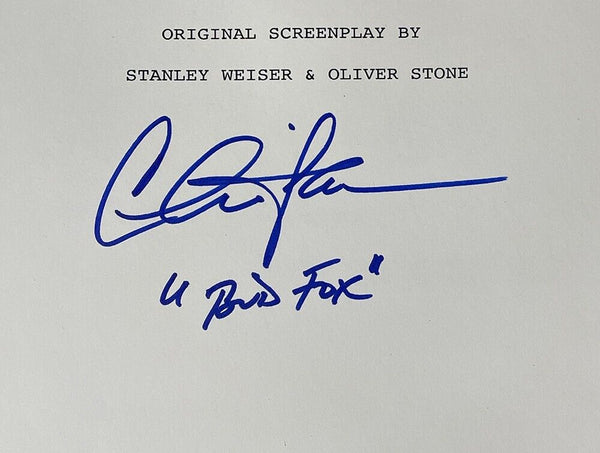 ORIGINAL SCREENPLAY BY
STANLEY WEISER & OLIVER STONE
"BUD FOX"